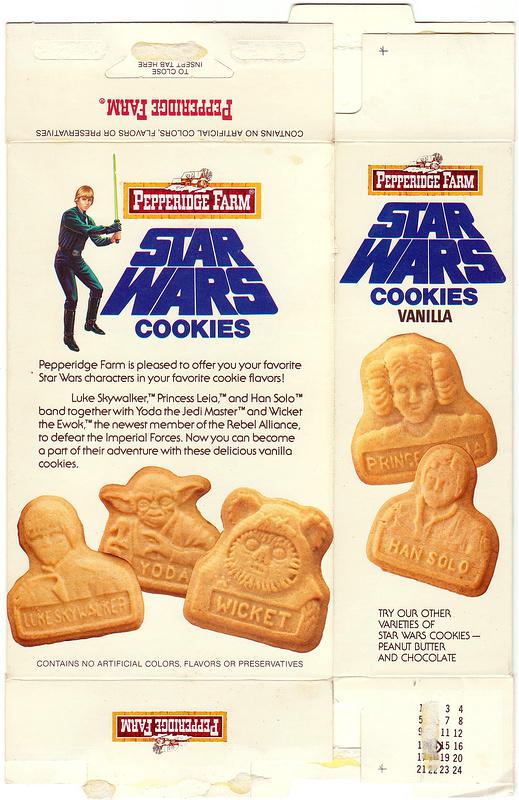 TO CLOSE
INSERT TAB HERE
PEPPERIDGE FARM®
CONTAINS NO ARTIFICIAL COLORS, FLAVORS OR PRESERVATIVES
PEPPERIDGE FARM®
STAR
WARS
COOKIES
Pepperidge Farm is pleased to offer you your favorite
Star Wars characters in your favorite cookie flavors!
Luke Skywalker,™ Princess Leia,™ and Han Solo™
band together with Yoda the Jedi Master™ and Wicket
the Ewok,™ the newest member of the Rebel Alliance,
to defeat the Imperial Forces. Now you can become
a part of their adventure with these delicious vanilla
cookies.
LUKE SKYWALKER
YODA
WICKET
CONTAINS NO ARTIFICIAL COLORS, FLAVORS OR PRESERVATIVES
PEPPERIDGE FARM
PEPPERIDGE FARM
STAR
WARS
COOKIES
VANILLA
HAN SOLO
TRY OUR OTHER
VARIETIES OF
STAR WARS COOKIES—
PEANUT BUTTER
AND CHOCOLATE
3 4
7 8
11 12
15 16
19 20
21 23 24